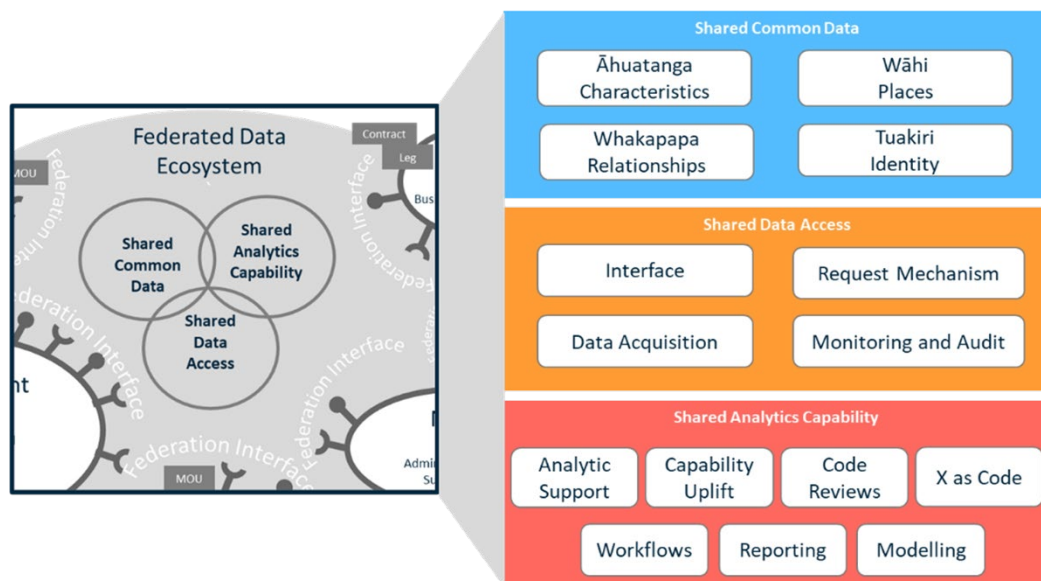 Federated Data
Ecosystem
Contract
Leg
MOU
Busi
Federation Interface
Shared
Common
Data
Shared
Analytics
Capability
Shared
Data
Access
Federation Interface
Federation Interface
Federation Interface
MOU
Admin
Su
Shared Common Data
Āhuatanga
Characteristics
Wāhi
Places
Whakapapa
Relationships
Tuakiri
Identity
Shared Data Access
Interface
Request Mechanism
Data Acquisition
Monitoring and Audit
Shared Analytics Capability
Analytic
Support
Capability
Uplift
Code
Reviews
X as Code
Workflows
Reporting
Modelling